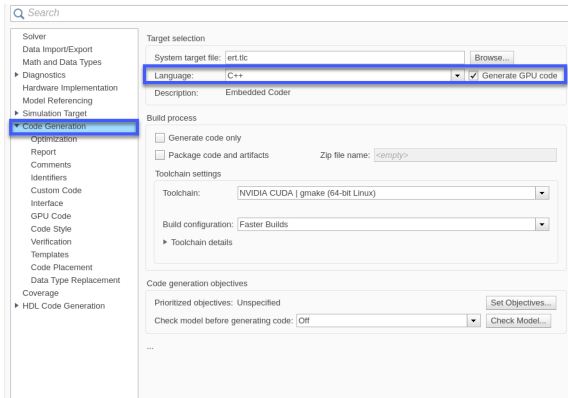 Search
Solver
Data Import/Export
Math and Data Types
Diagnostics
Hardware Implementation
Model Referencing
Simulation Target
Code Generation
Optimization
Report
Comments
Identifiers
Custom Code
Interface
GPU Code
Code Style
Verification
Templates
Code Placement
Data Type Replacement
Coverage
HDL Code Generation
Target selection
System target file: ert.tlc Browse...
Language: C++ Generate GPU code
Description: Embedded Coder
Build process
Generate code only
Package code and artifacts Zip file name: <empty>
Toolchain settings
Toolchain: NVIDIA CUDA | gmake (64-bit Linux)
Build configuration: Faster Builds
Toolchain details
Code generation objectives
Prioritized objectives: Unspecified Set Objectives...
Check model before generating code: Off Check Model...
...